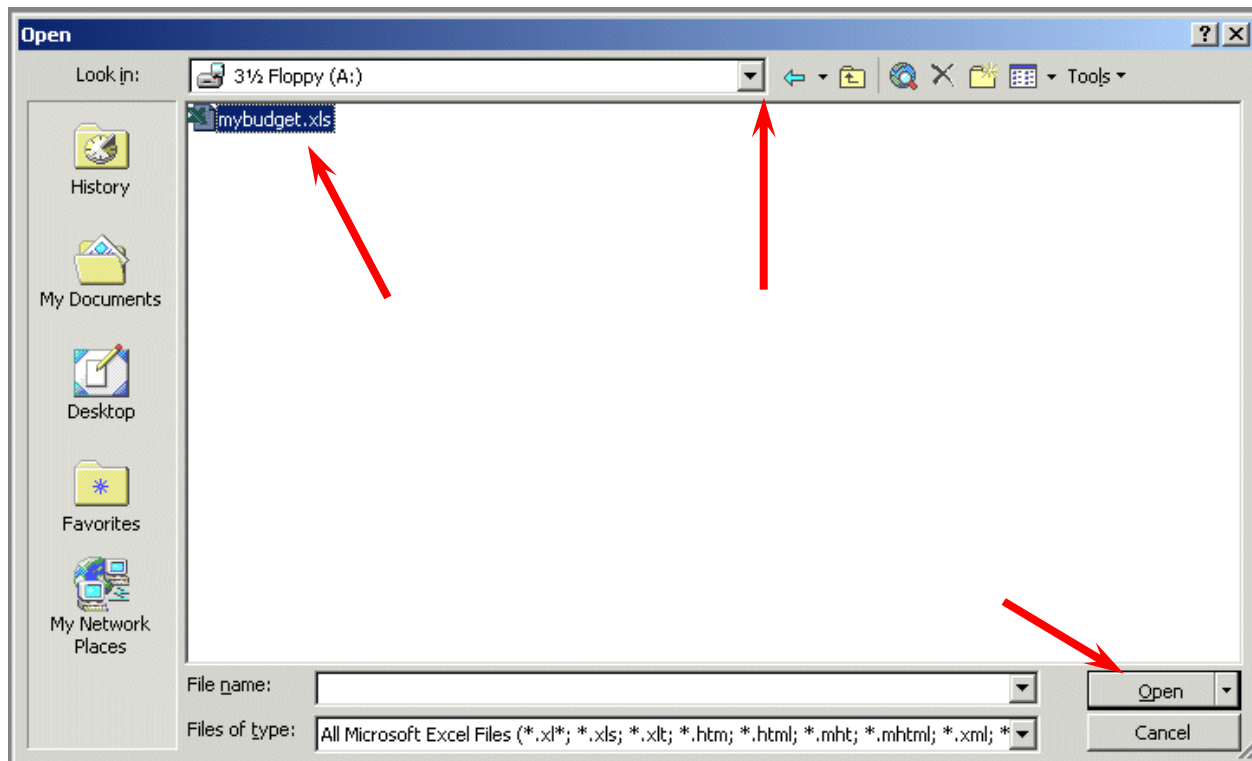 Open
Look in: 3½ Floppy (A:) Tools
mybudget.xls
History
My Documents
Desktop
Favorites
My Network
Places
File name:
Open
Files of type: All Microsoft Excel Files (*.xl*; *.xls; *.xlt; *.htm; *.html; *.mht; *.mhtml; *.xml; *
Cancel